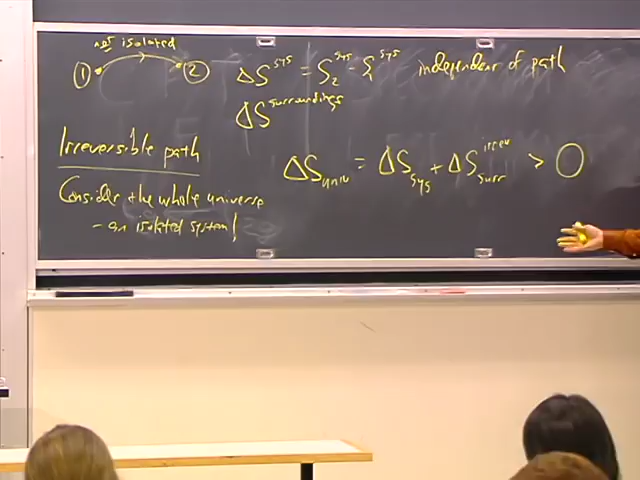 not isolated
① → ② ΔS^sys = S₂^sys - S₁^sys independent of path
ΔS^surroundings
Irreversible path
ΔS_univ = ΔS_sys + ΔS_surr^irrev > 0
Consider the whole universe
- an isolated system!